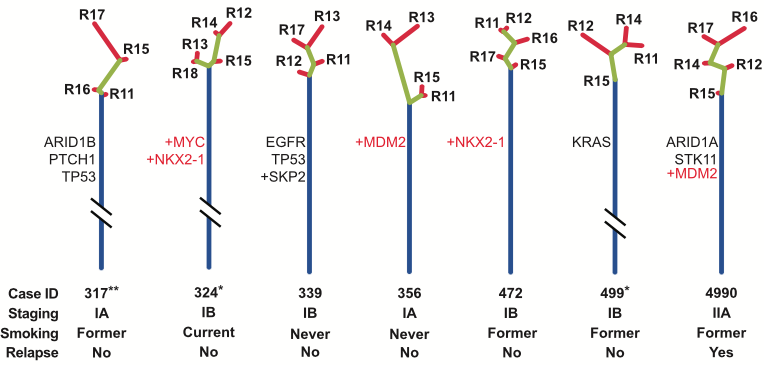 R17
R15
R16
R11
ARID1B
PTCH1
TP53
R14
R12
R13
R18
R15
+MYC
+NKX2-1
R13
R17
R12
R11
EGFR
TP53
+SKP2
R14
R13
R15
R11
+MDM2
R11
R12
R16
R17
R15
+NKX2-1
R12
R14
R11
R15
KRAS
R17
R16
R14
R12
R15
ARID1A
STK11
+MDM2
Case ID 317** 324* 339 356 472 499* 4990
Staging IA IB IB IA IB IB IIA
Smoking Former Current Never Never Former Former Former
Relapse No No No No No No Yes